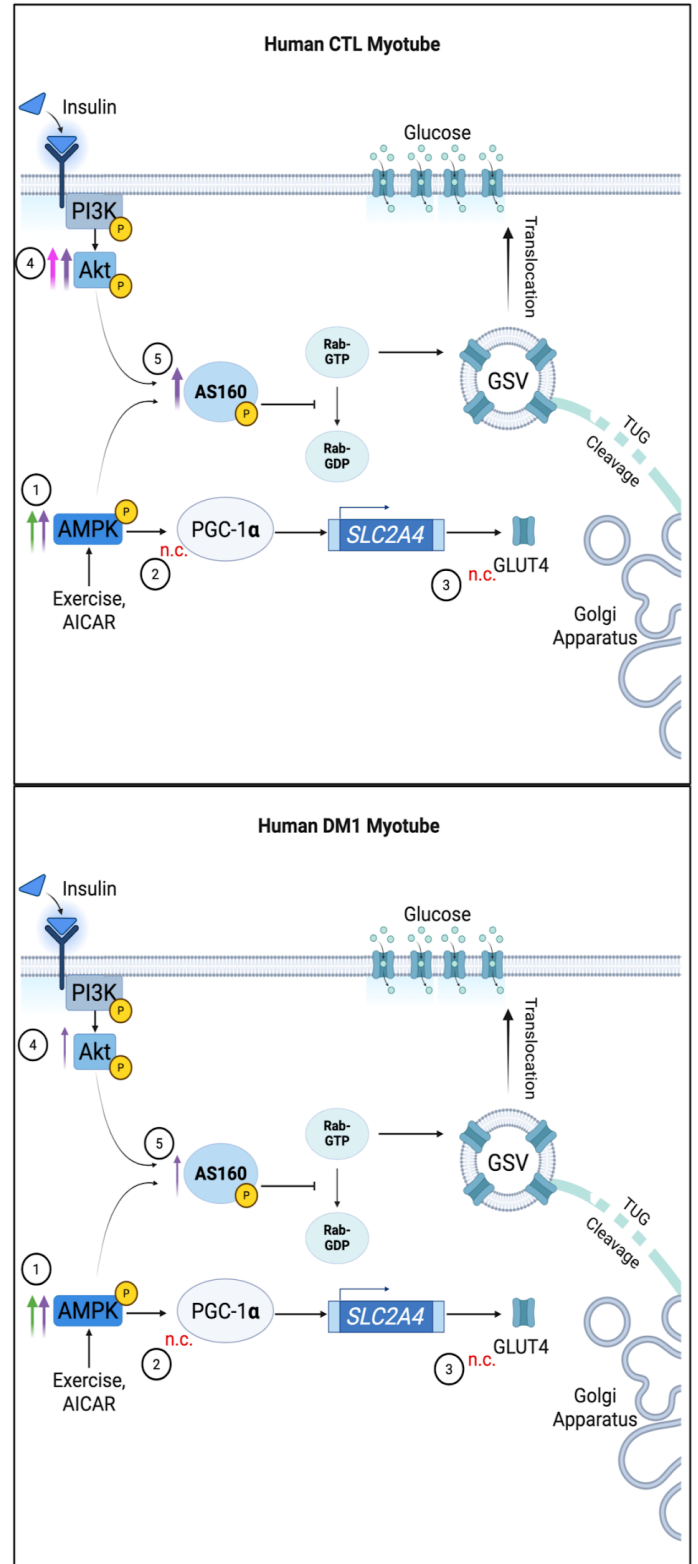 Human CTL Myotube
Insulin
Glucose
PI3K
P
4
Akt
P
Translocation
5
AS160
P
Rab-
GTP
Rab-
GDP
GSV
TUG
Cleavage
1
AMPK
P
n.c.
2
PGC-1α
SLC2A4
3
n.c.
GLUT4
Exercise,
AICAR
Golgi
Apparatus
Human DM1 Myotube
Insulin
Glucose
PI3K
P
4
Akt
P
Translocation
5
AS160
P
Rab-
GTP
Rab-
GDP
GSV
TUG
Cleavage
1
AMPK
P
n.c.
2
PGC-1α
SLC2A4
3
n.c.
GLUT4
Exercise,
AICAR
Golgi
Apparatus